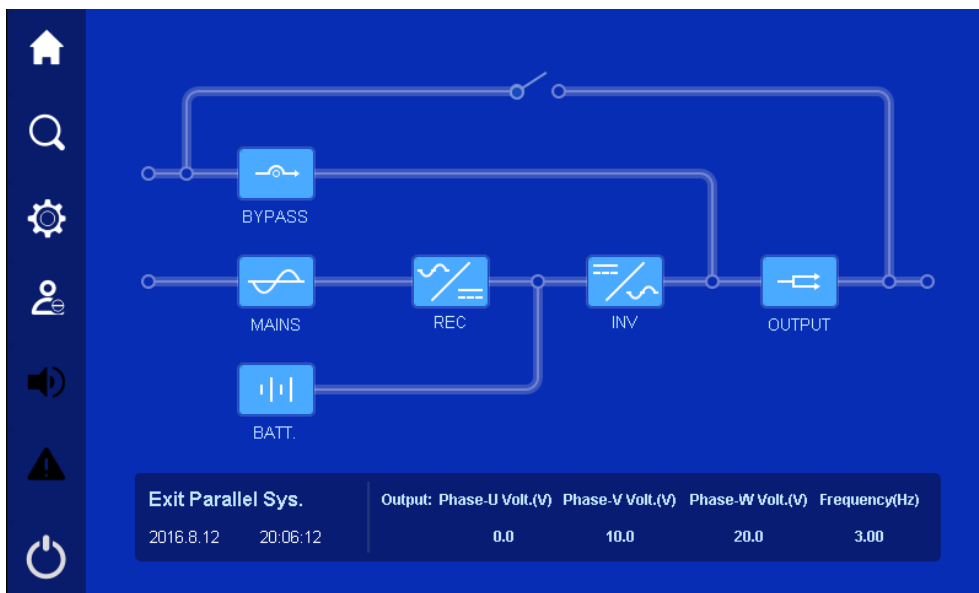 BYPASS
MAINS
REC
INV
OUTPUT
BATT.
Exit Parallel Sys.
2016.8.12 20:06:12
Output: Phase-U Volt.(V) Phase-V Volt.(V) Phase-W Volt.(V) Frequency(Hz)
0.0 10.0 20.0 3.00